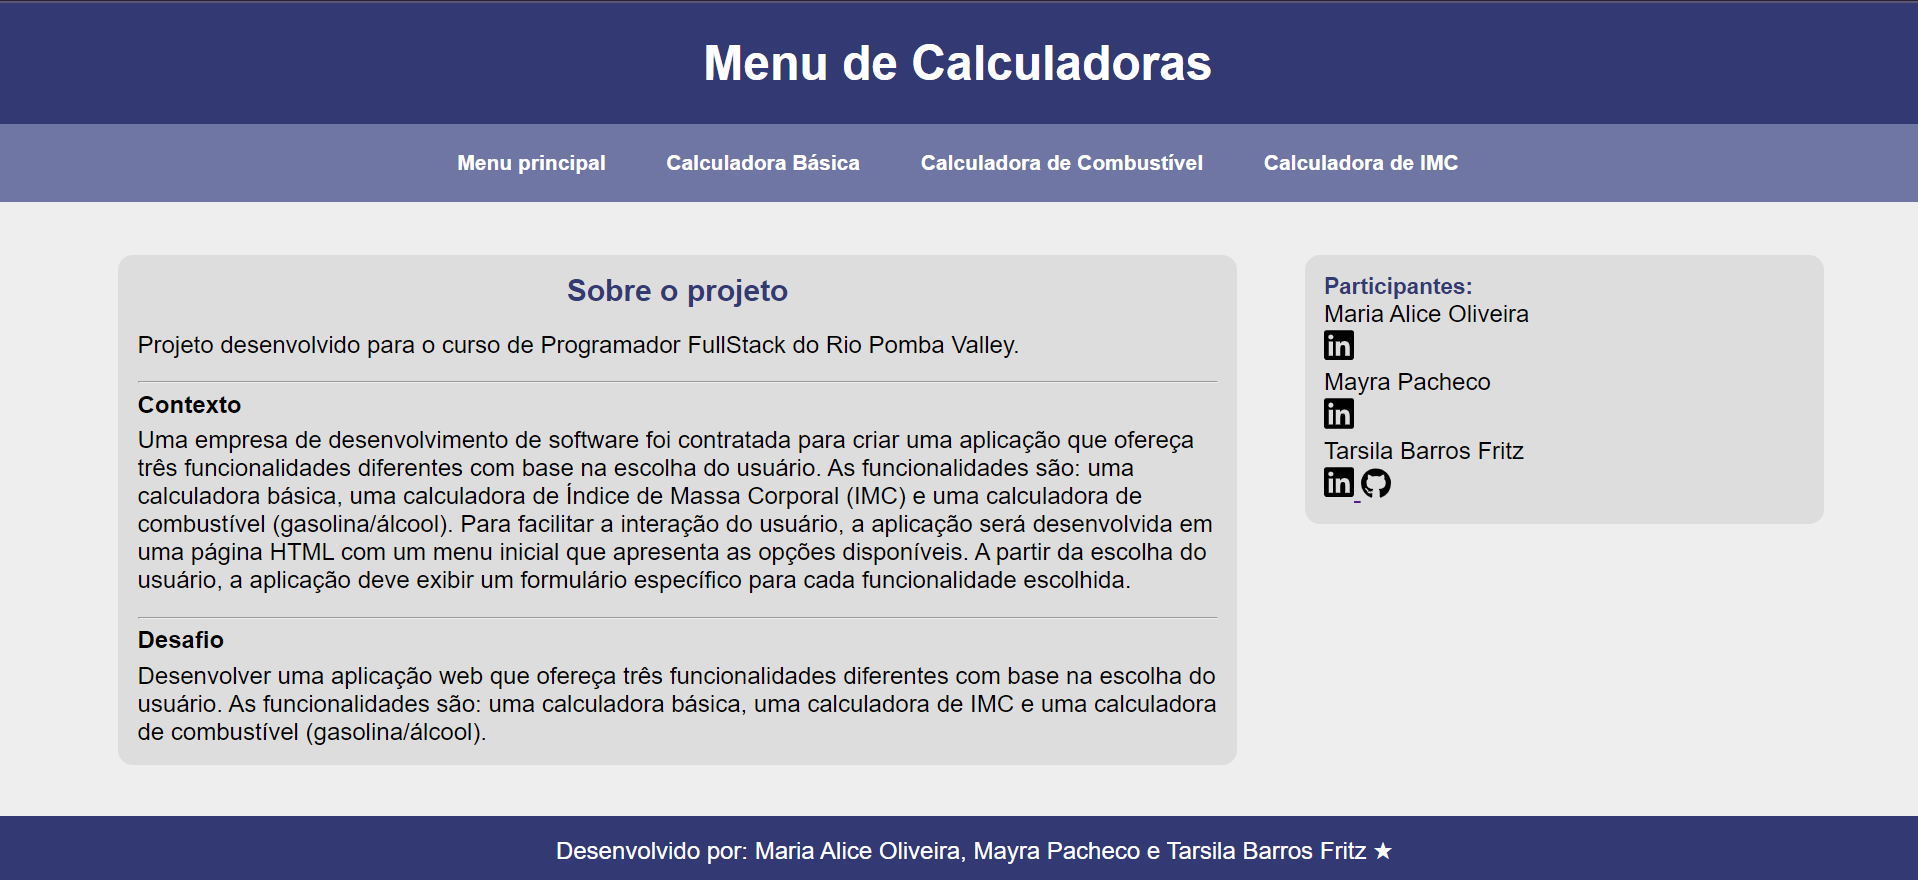 Menu de Calculadoras
Menu principal Calculadora Básica Calculadora de Combustível Calculadora de IMC
Sobre o projeto
Projeto desenvolvido para o curso de Programador FullStack do Rio Pomba Valley.
Contexto
Uma empresa de desenvolvimento de software foi contratada para criar uma aplicação que ofereça
três funcionalidades diferentes com base na escolha do usuário. As funcionalidades são: uma
calculadora básica, uma calculadora de Índice de Massa Corporal (IMC) e uma calculadora de
combustível (gasolina/álcool). Para facilitar a interação do usuário, a aplicação será desenvolvida em
uma página HTML com um menu inicial que apresenta as opções disponíveis. A partir da escolha do
usuário, a aplicação deve exibir um formulário específico para cada funcionalidade escolhida.
Desafio
Desenvolver uma aplicação web que ofereça três funcionalidades diferentes com base na escolha do
usuário. As funcionalidades são: uma calculadora básica, uma calculadora de IMC e uma calculadora
de combustível (gasolina/álcool).
Participantes:
Maria Alice Oliveira
in
Mayra Pacheco
in
Tarsila Barros Fritz
in
Desenvolvido por: Maria Alice Oliveira, Mayra Pacheco e Tarsila Barros Fritz ★